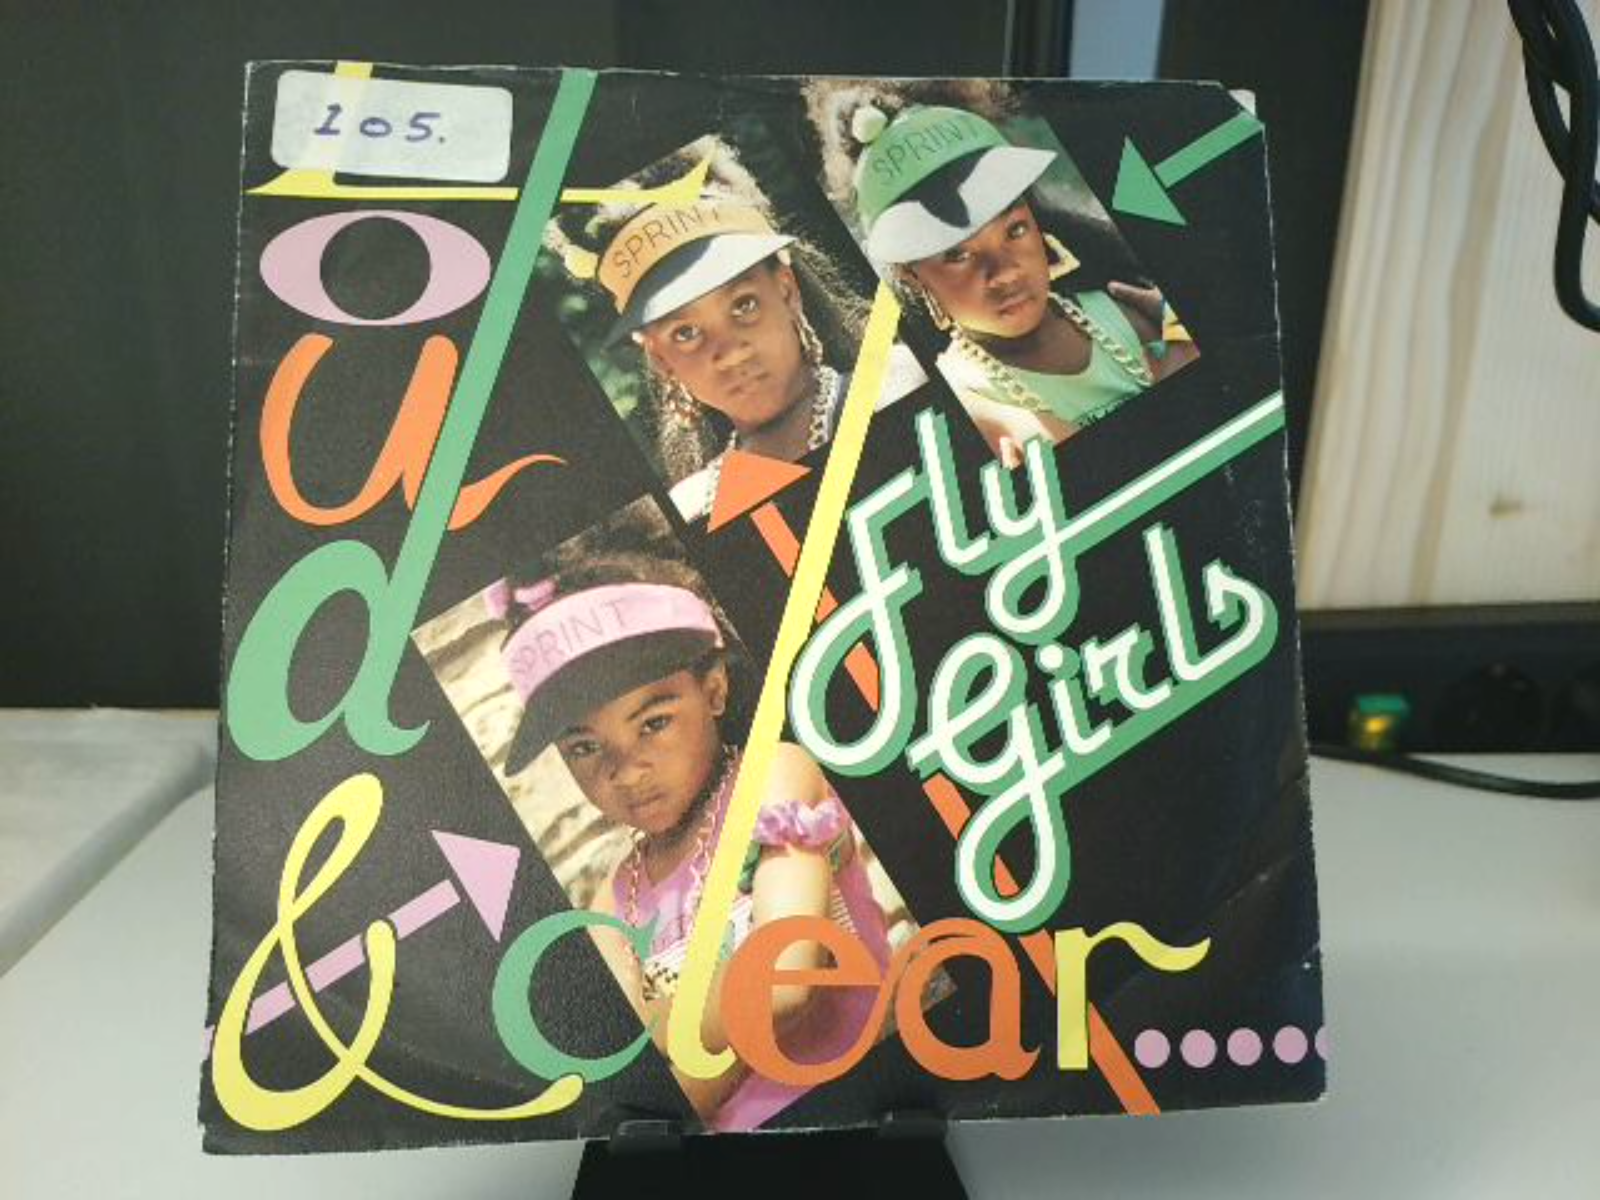 105.
Loud
& clear.....
SPRINT
SPRINT
SPRINT
Fly
Girls